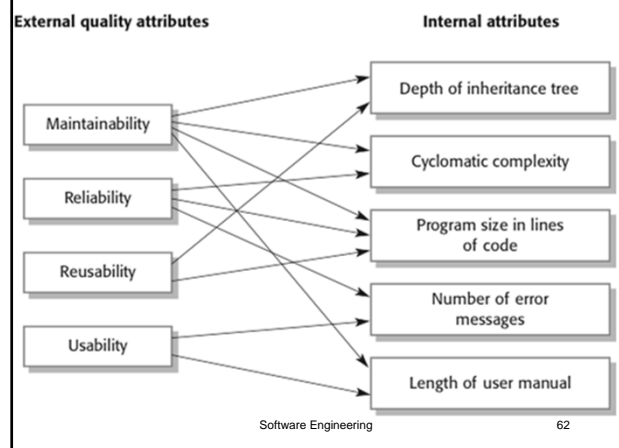 External quality attributes
Internal attributes
Maintainability
Reliability
Reusability
Usability
Depth of inheritance tree
Cyclomatic complexity
Program size in lines
of code
Number of error
messages
Length of user manual
Software Engineering
62